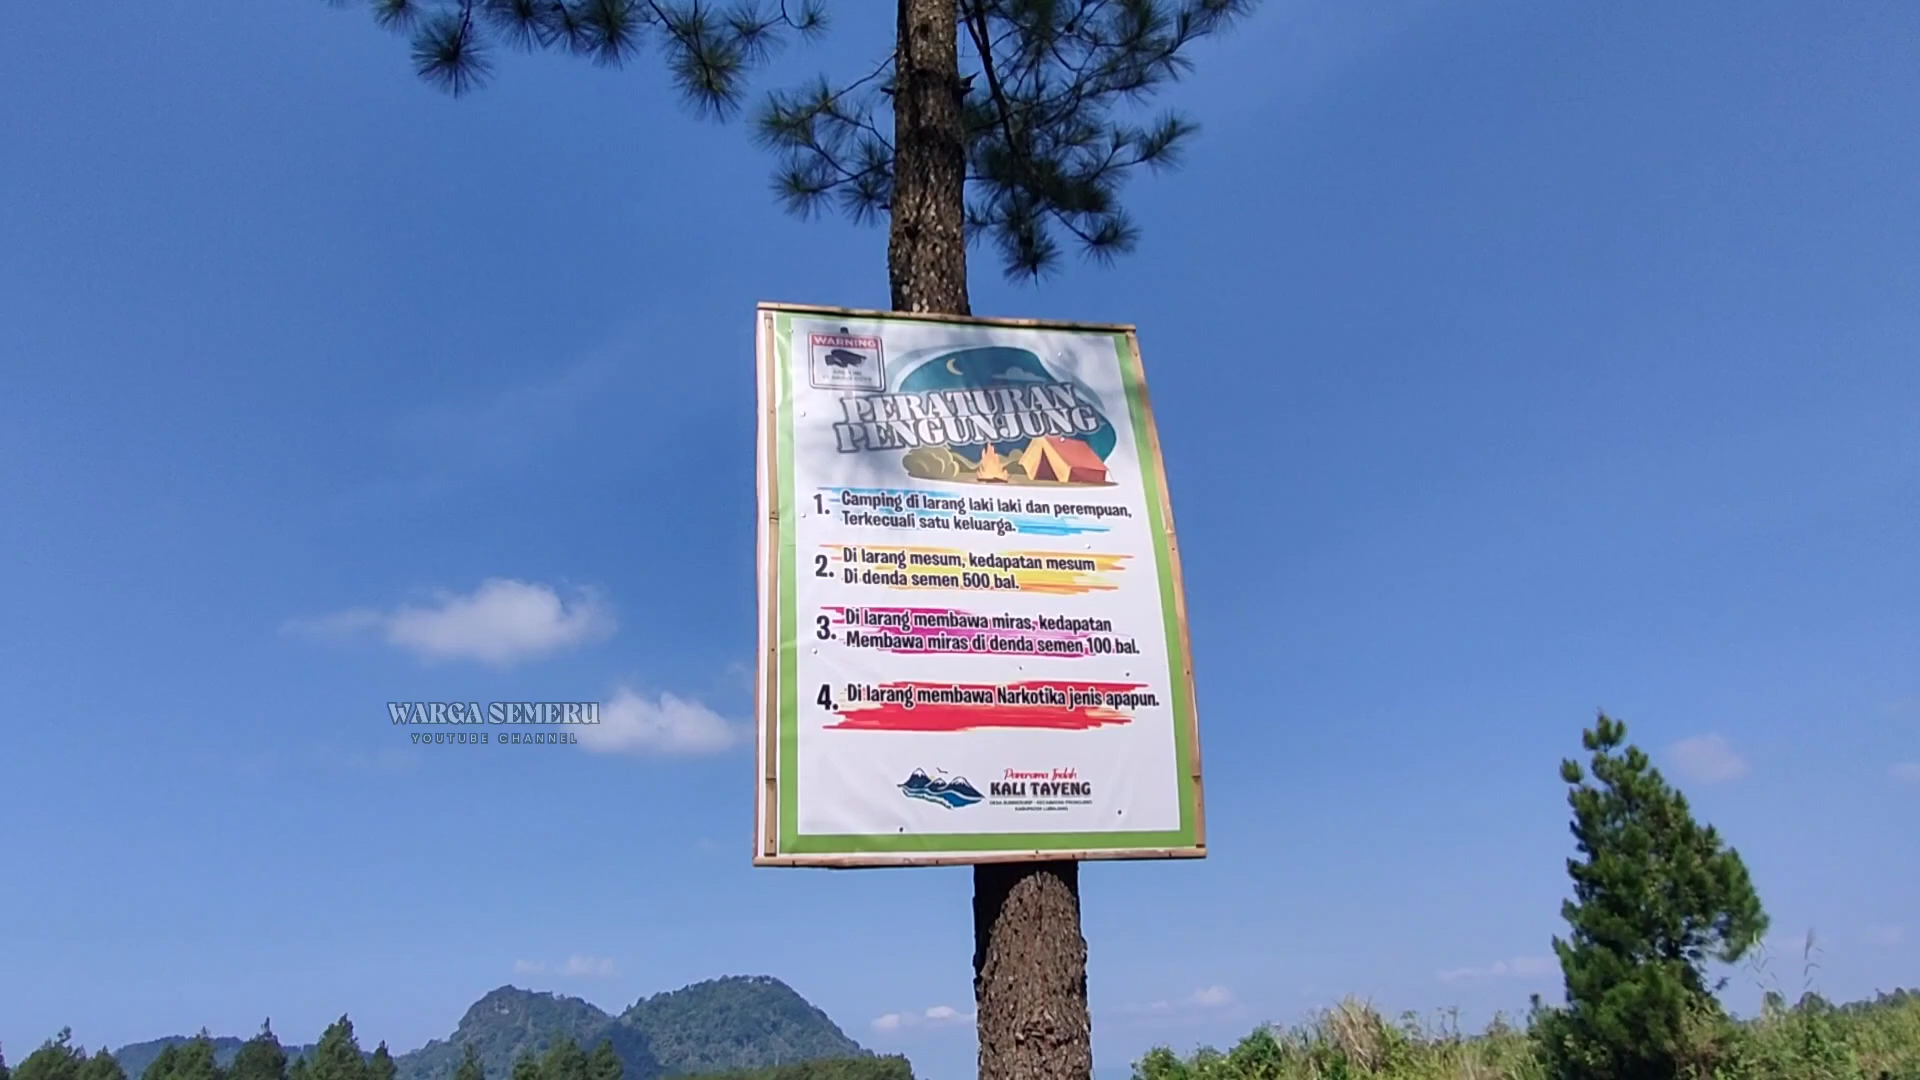 WARNING
PERATURAN
PENGUNJUNG
1. Camping di larang laki laki dan perempuan,
Terkecuali satu keluarga.
2. Di larang mesum, kedapatan mesum
Di denda semen 500 bal.
3. Di larang membawa miras, kedapatan
Membawa miras di denda semen 100 bal.
4. Di larang membawa Narkotika jenis apapun.
WARGA SEMERU
YOUTUBE CHANNEL
Panorama Indah
KALI TAYENG
KABUPATEN LUMAJANG